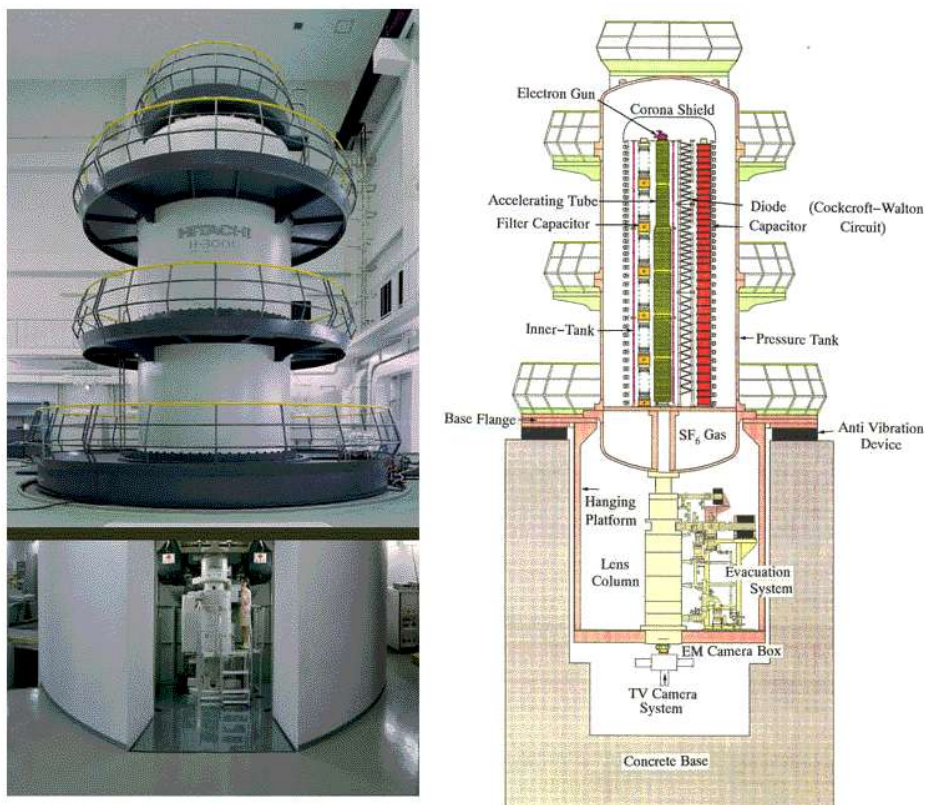 HITACHI
H-3000
Electron Gun
Corona Shield
Accelerating Tube
Filter Capacitor
Diode
Capacitor
(Cockcroft-Walton
Circuit)
Inner-Tank
Pressure Tank
Base Flange
SF₆ Gas
Anti Vibration
Device
Hanging
Platform
Lens
Column
Evacuation
System
EM Camera Box
TV Camera
System
Concrete Base